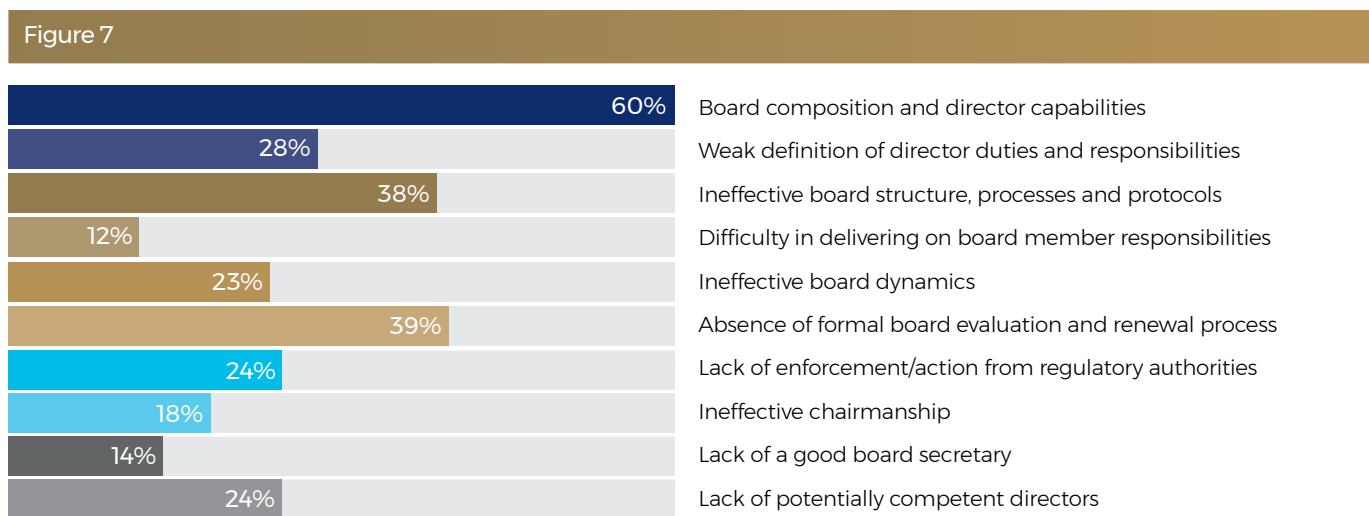 Figure 7
60% Board composition and director capabilities
28% Weak definition of director duties and responsibilities
38% Ineffective board structure, processes and protocols
12% Difficulty in delivering on board member responsibilities
23% Ineffective board dynamics
39% Absence of formal board evaluation and renewal process
24% Lack of enforcement/action from regulatory authorities
18% Ineffective chairmanship
14% Lack of a good board secretary
24% Lack of potentially competent directors